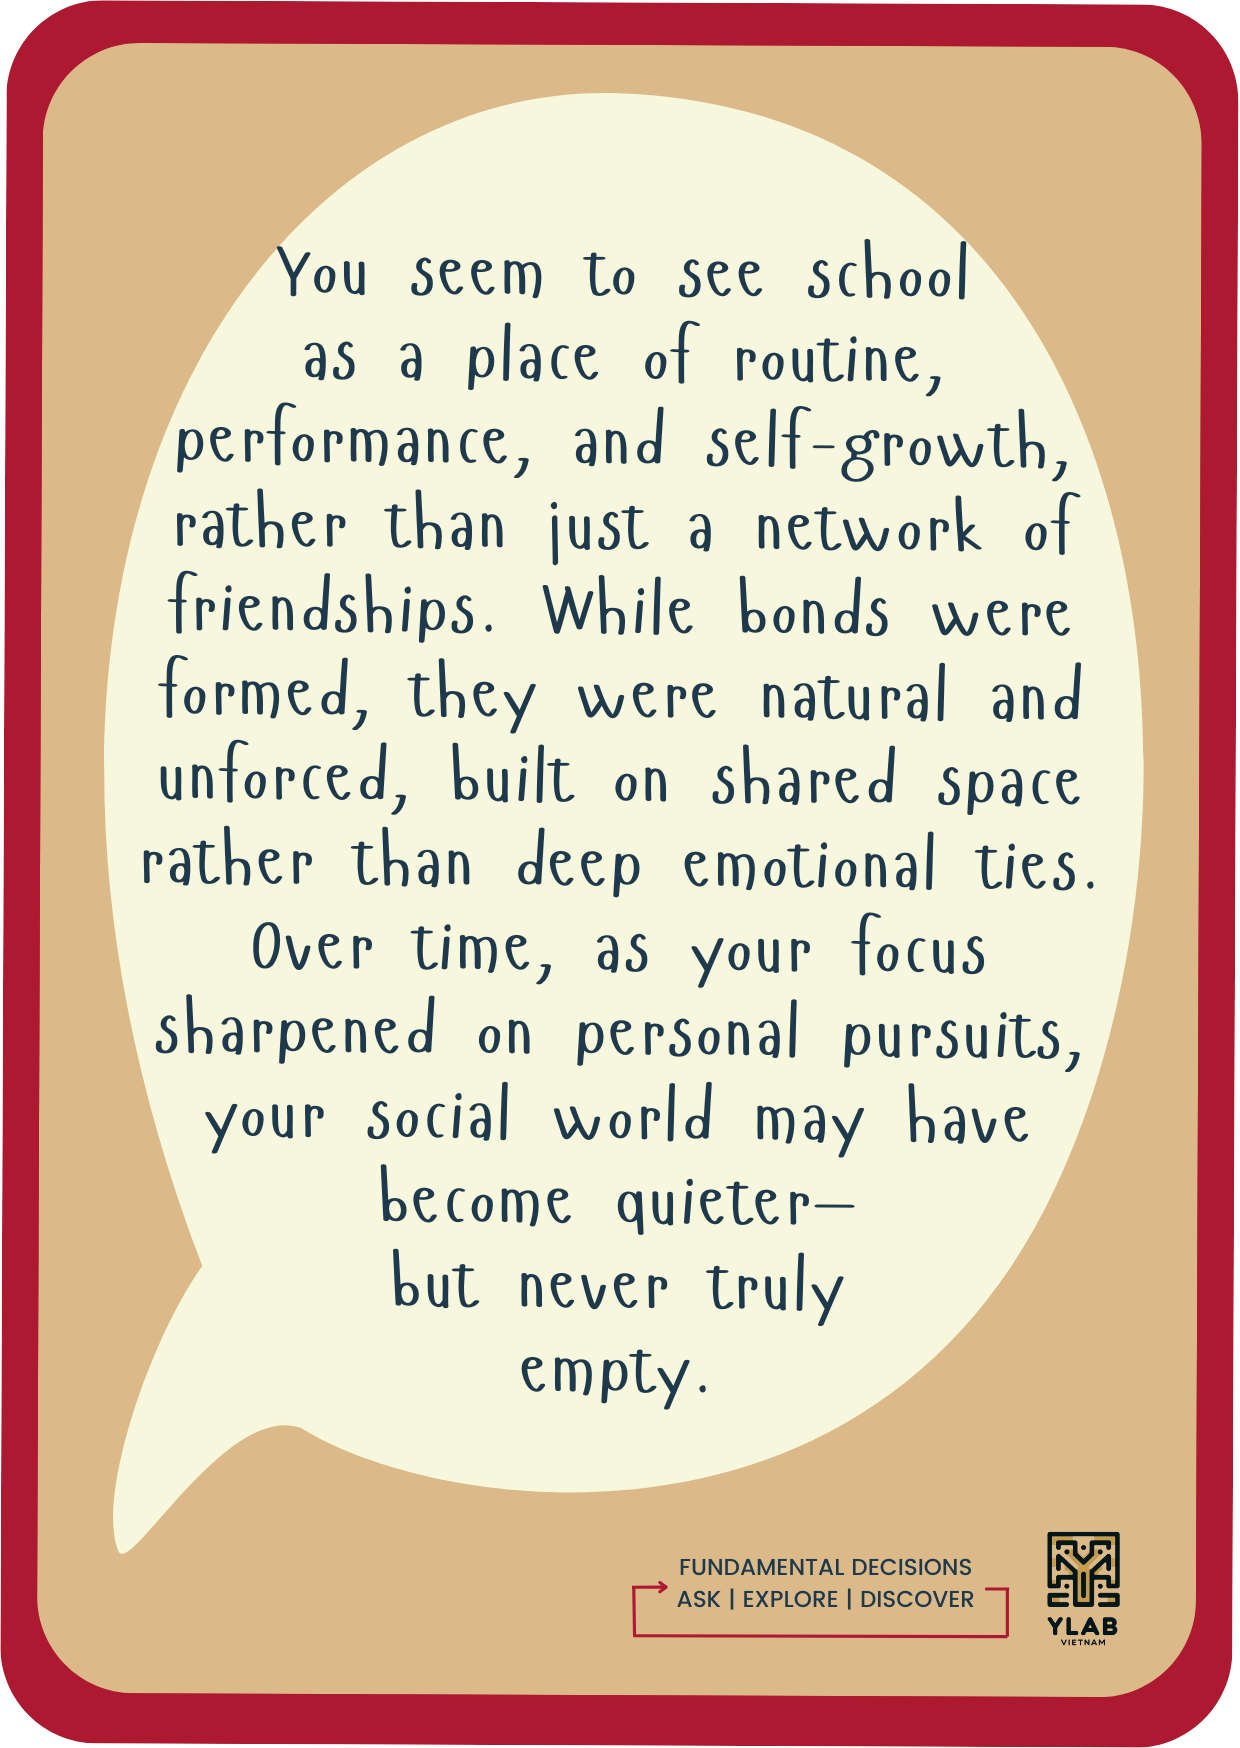 You seem to see school
as a place of routine,
performance, and self-growth,
rather than just a network of
friendships. While bonds were
formed, they were natural and
unforced, built on shared space
rather than deep emotional ties.
Over time, as your focus
sharpened on personal pursuits,
your social world may have
become quieter—
but never truly
empty.
FUNDAMENTAL DECISIONS
ASK | EXPLORE | DISCOVER
YLAB
VIETNAM